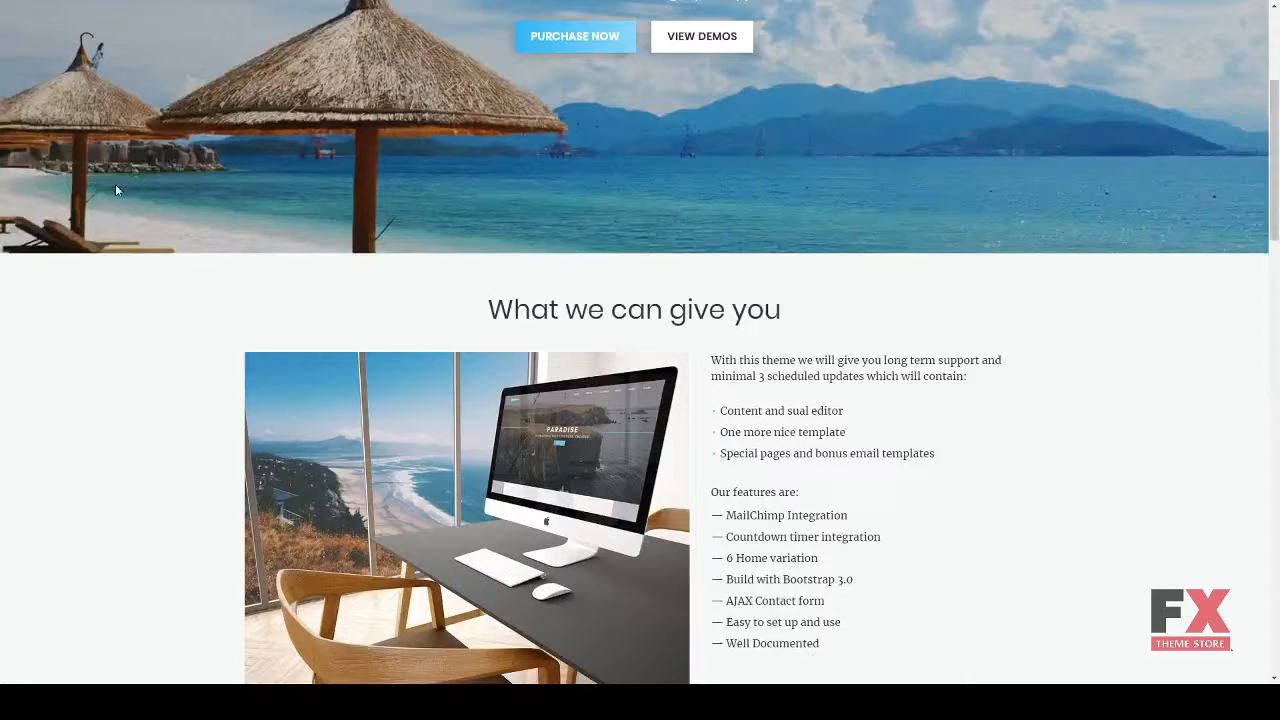 PURCHASE NOW
VIEW DEMOS
What we can give you
With this theme we will give you long term support and
minimal 3 scheduled updates which will contain:
· Content and sual editor
· One more nice template
· Special pages and bonus email templates
Our features are:
— MailChimp Integration
— Countdown timer integration
— 6 Home variation
— Build with Bootstrap 3.0
— AJAX Contact form
— Easy to set up and use
— Well Documented
PARADISE
FX
THEME STORE